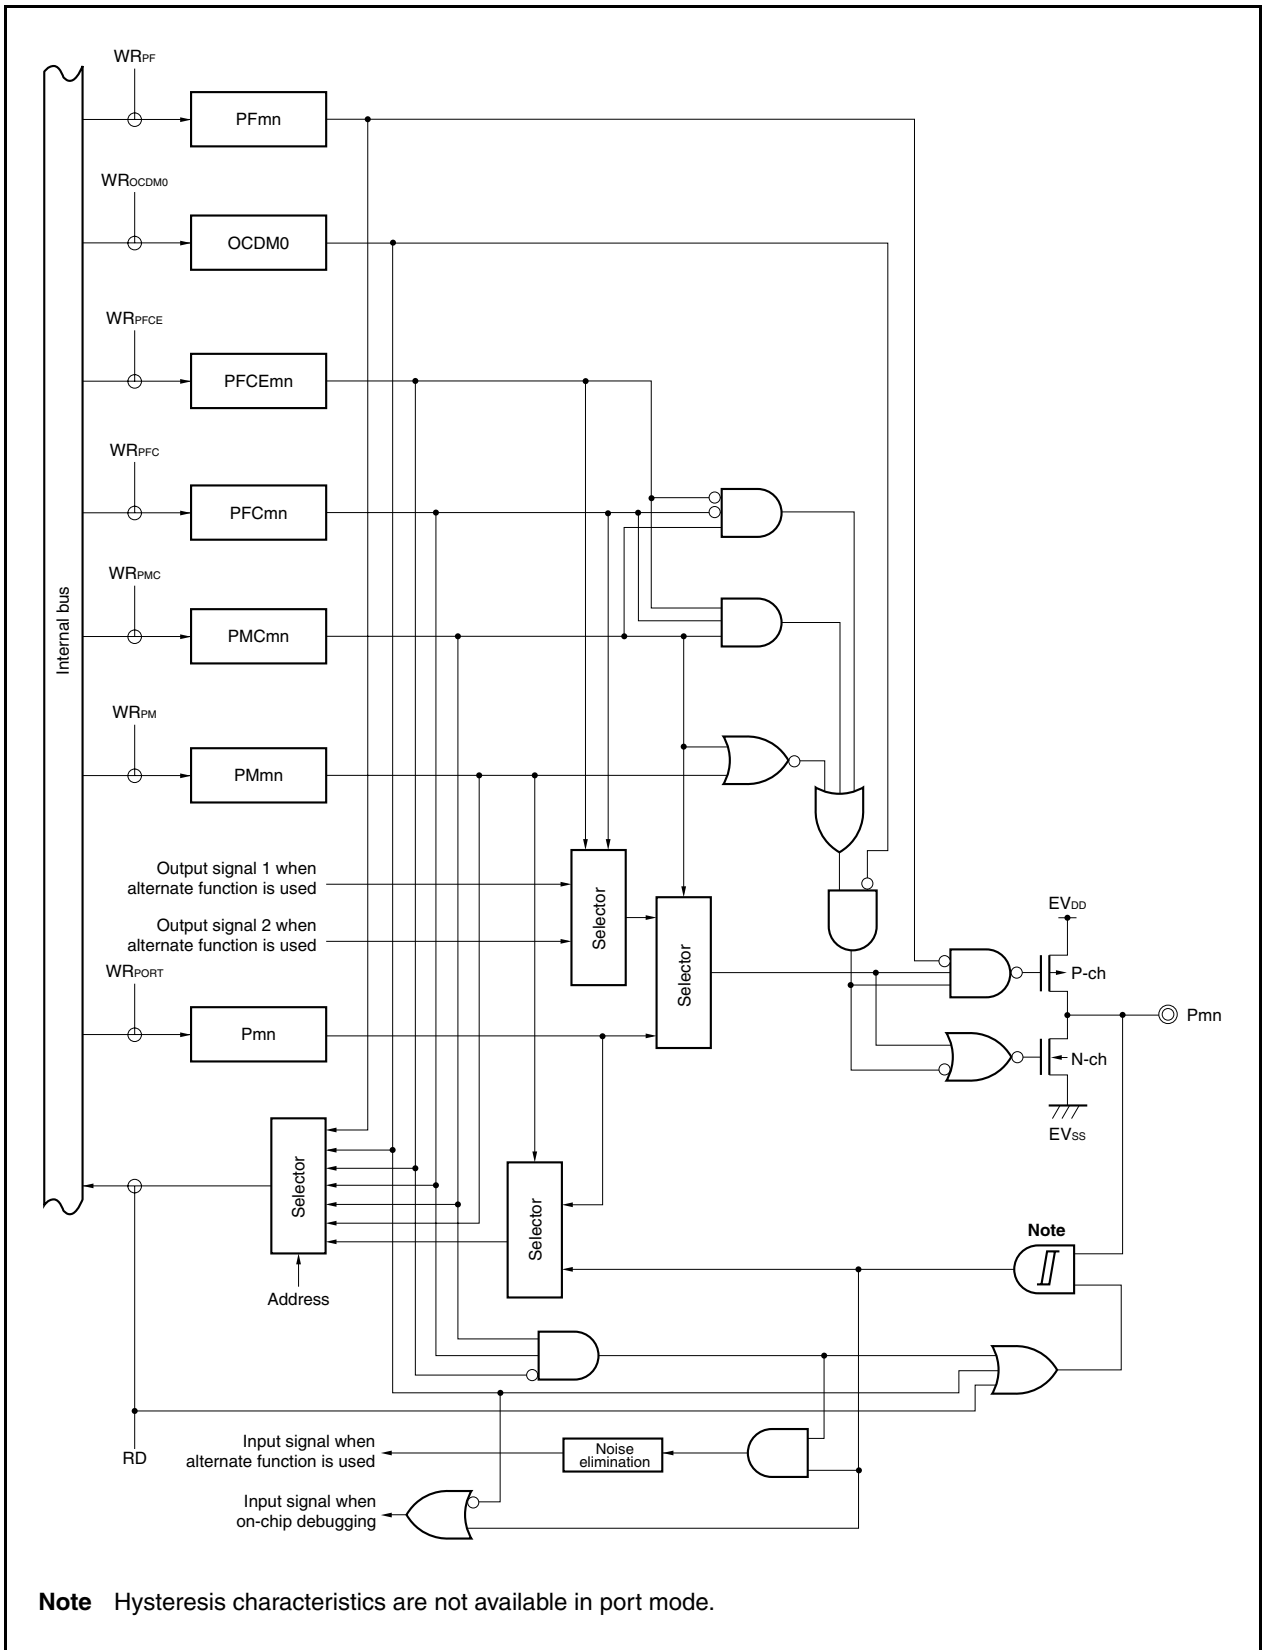 WRPF
PFmn
WROCDM0
OCDM0
WRPFCE
PFCEmn
WRPFC
PFCmn
WRPMC
PMCmn
Internal bus
WRPM
PMmn
Output signal 1 when
alternate function is used
Output signal 2 when
alternate function is used
Selector
Selector
EVDD
P-ch
WRPORT
Pmn
Pmn
N-ch
EVSS
Selector
Selector
Note
Address
RD
Input signal when
alternate function is used
Noise
elimination
Input signal when
on-chip debugging
Note Hysteresis characteristics are not available in port mode.